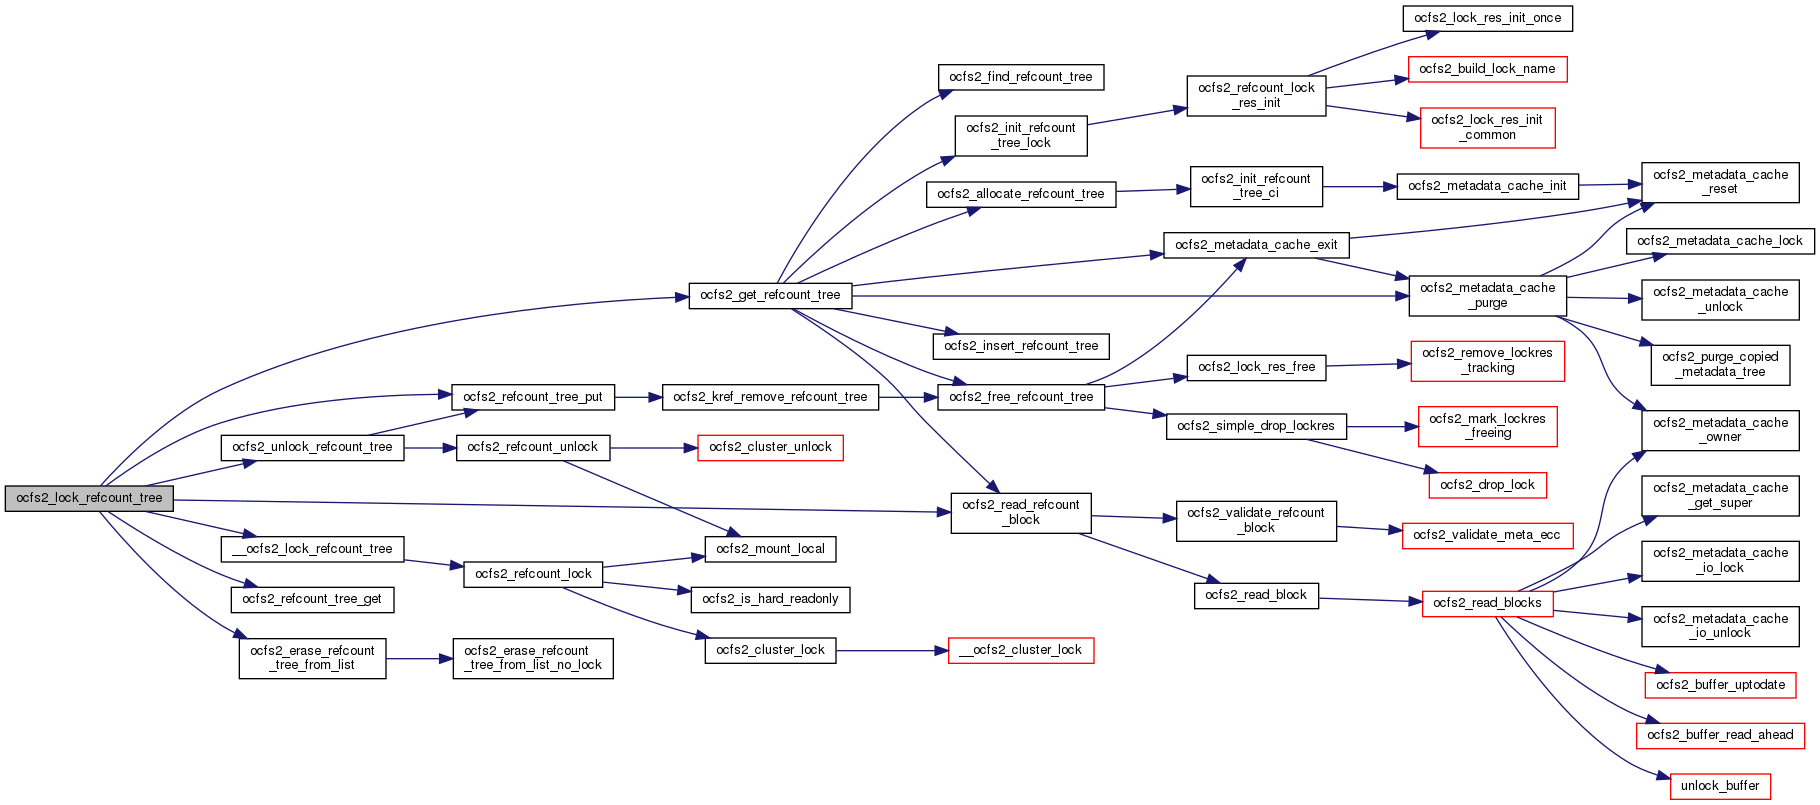 ocfs2_lock_refcount_tree
ocfs2_get_refcount_tree
ocfs2_refcount_tree_put
ocfs2_unlock_refcount_tree
__ocfs2_lock_refcount_tree
ocfs2_refcount_tree_get
ocfs2_erase_refcount
_tree_from_list
ocfs2_refcount_unlock
ocfs2_refcount_lock
ocfs2_erase_refcount
_tree_from_list_no_lock
ocfs2_kref_remove_refcount_tree
ocfs2_cluster_unlock
ocfs2_mount_local
ocfs2_is_hard_readonly
ocfs2_cluster_lock
ocfs2_find_refcount_tree
ocfs2_init_refcount
_tree_lock
ocfs2_allocate_refcount_tree
ocfs2_insert_refcount_tree
ocfs2_free_refcount_tree
ocfs2_read_refcount
_block
__ocfs2_cluster_lock
ocfs2_refcount_lock
_res_init
ocfs2_init_refcount
_tree_ci
ocfs2_metadata_cache_exit
ocfs2_lock_res_free
ocfs2_simple_drop_lockres
ocfs2_validate_refcount
_block
ocfs2_read_block
ocfs2_lock_res_init_once
ocfs2_build_lock_name
ocfs2_lock_res_init
_common
ocfs2_metadata_cache_init
ocfs2_metadata_cache
_purge
ocfs2_remove_lockres
_tracking
ocfs2_mark_lockres
_freeing
ocfs2_drop_lock
ocfs2_validate_meta_ecc
ocfs2_read_blocks
ocfs2_metadata_cache
_reset
ocfs2_metadata_cache_lock
ocfs2_metadata_cache
_unlock
ocfs2_purge_copied
_metadata_tree
ocfs2_metadata_cache
_owner
ocfs2_metadata_cache
_get_super
ocfs2_metadata_cache
_io_lock
ocfs2_metadata_cache
_io_unlock
ocfs2_buffer_uptodate
ocfs2_buffer_read_ahead
unlock_buffer